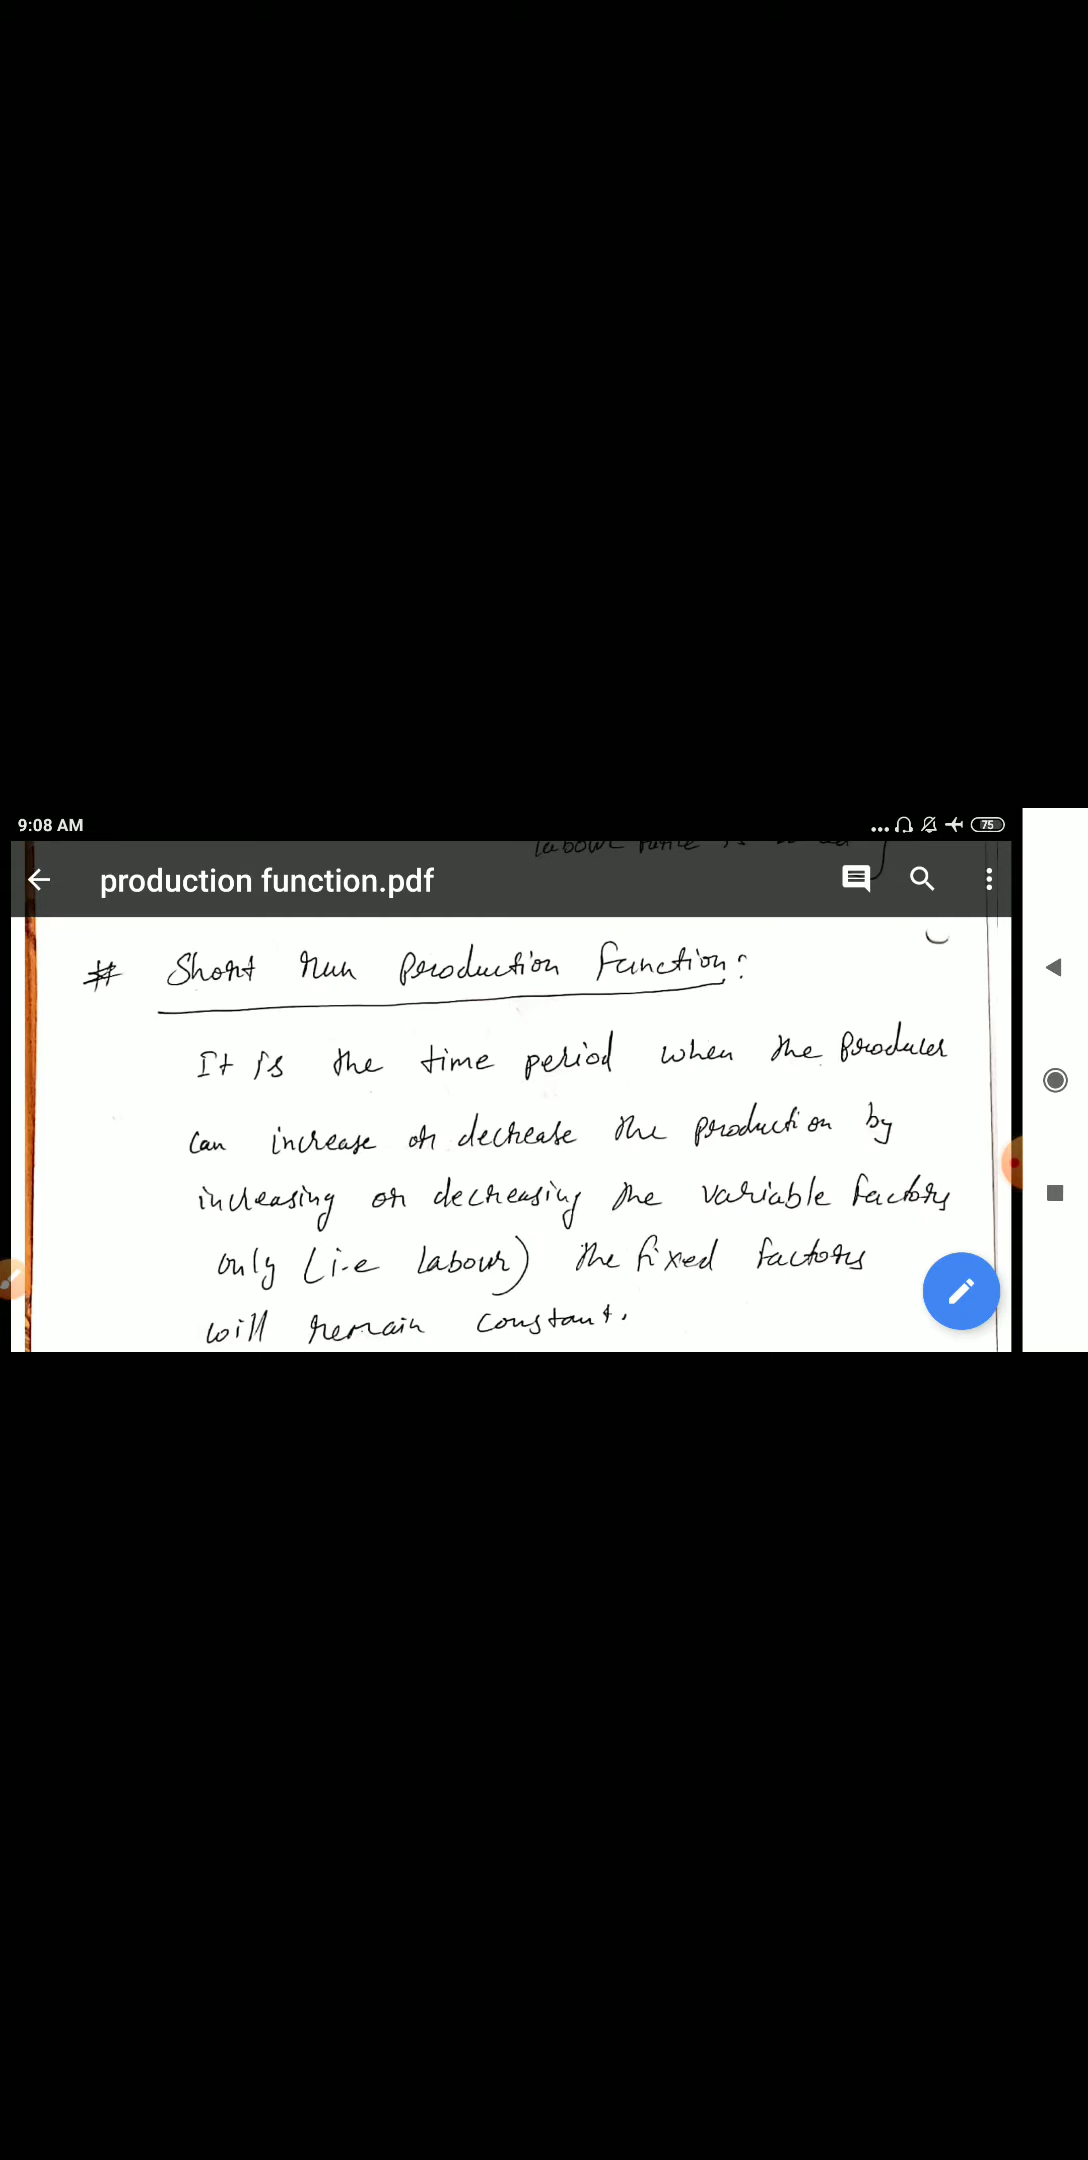 9:08 AM
75
labour
production function.pdf
# Short run Production Function:
It is the time period when the Producer
can increase or decrease the production by
increasing or decreasing the variable factors
only (i.e labour) the fixed factors
will remain constant.